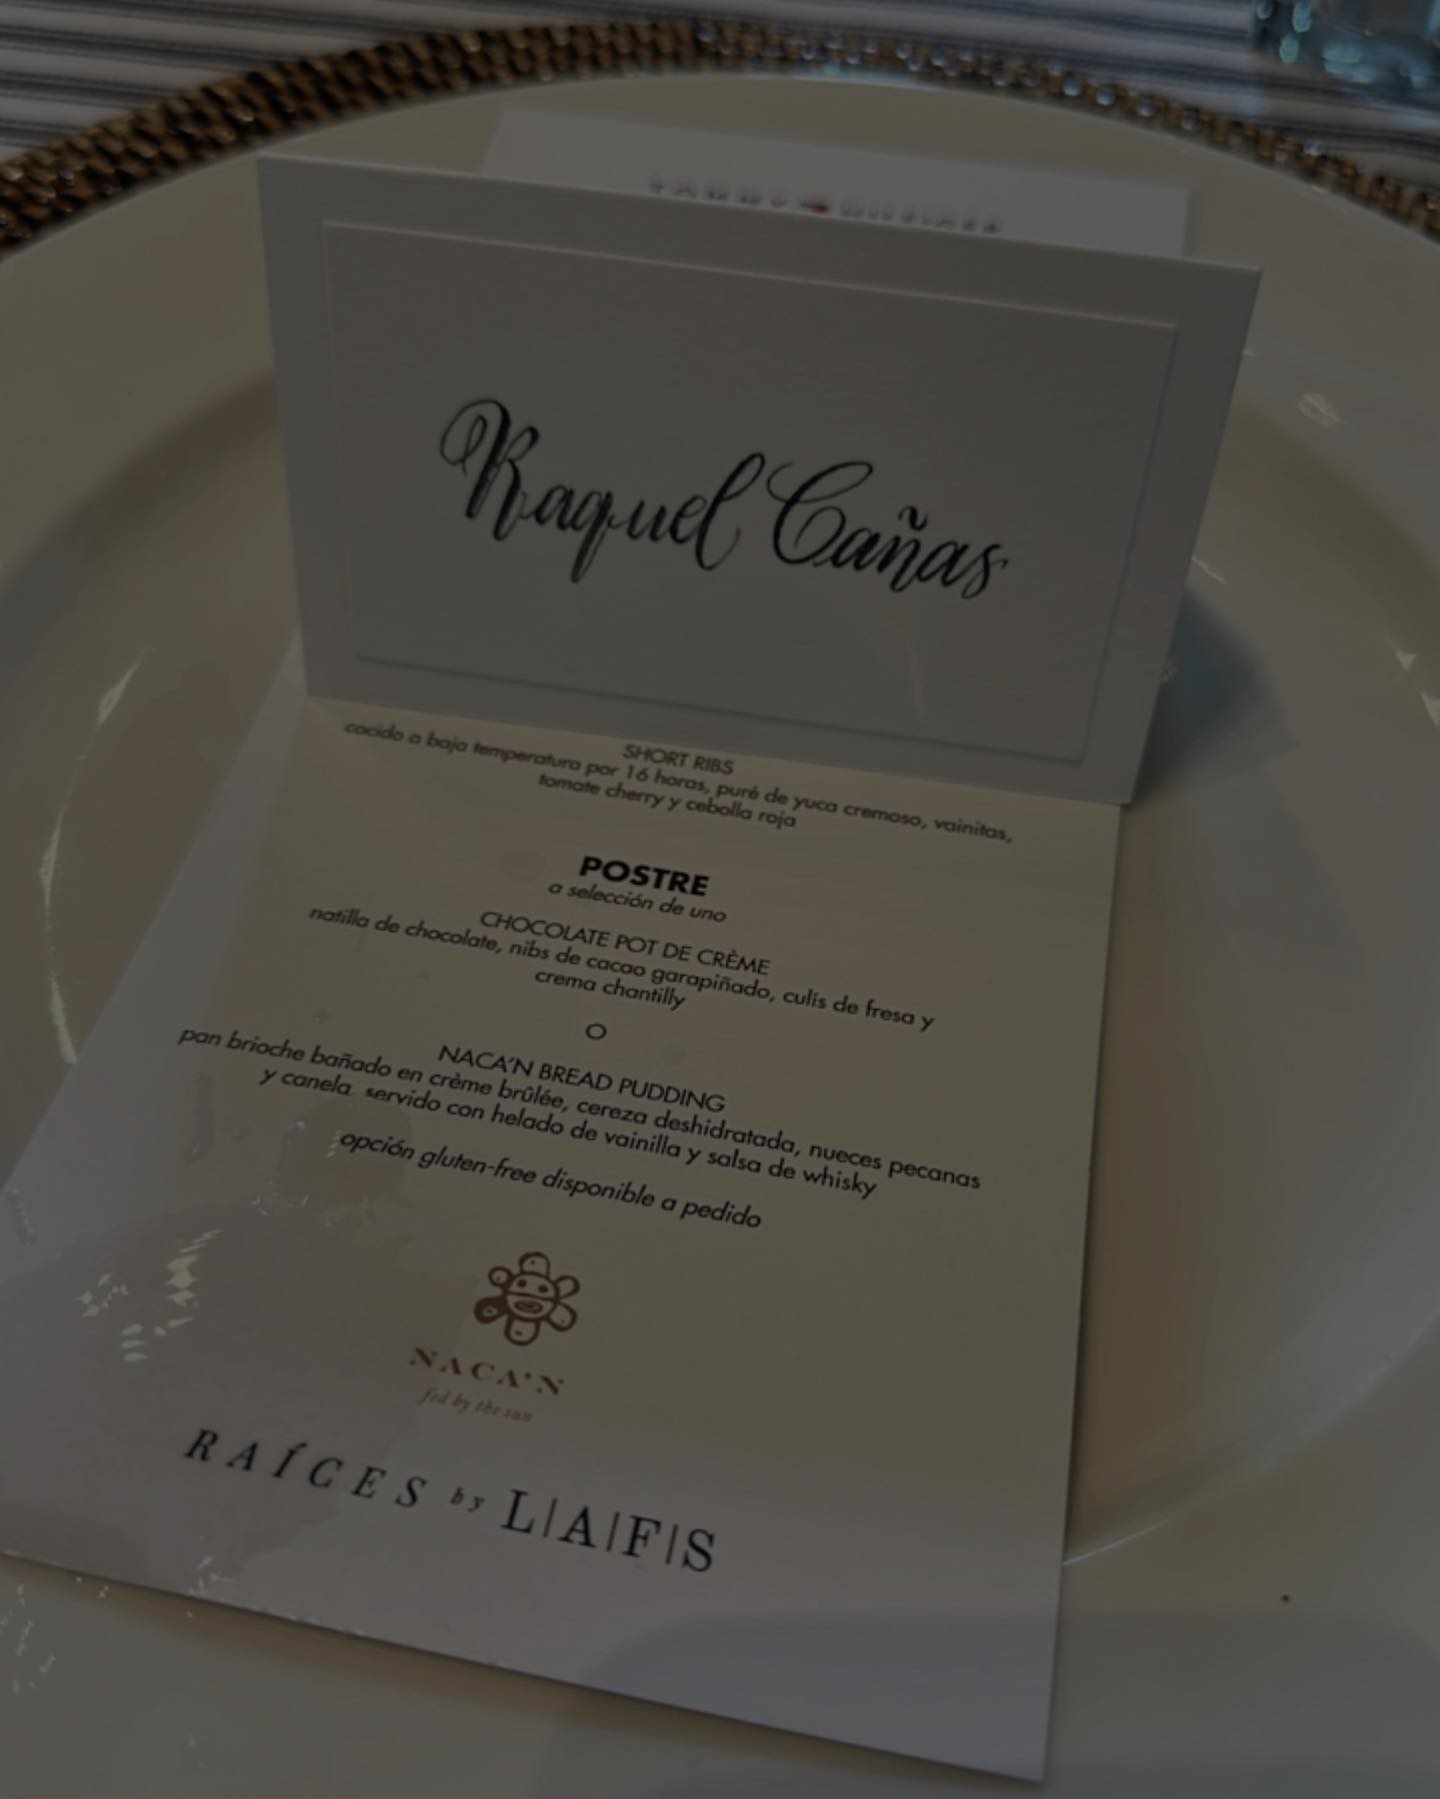 TOMMY HILFIGER
Raquel Cañas
SHORT RIBS
cocido a baja temperatura por 16 horas, puré de yuca cremoso, vainitas,
tomate cherry y cebolla roja
POSTRE
a selección de uno
CHOCOLATE POT DE CRÈME
natilla de chocolate, nibs de cacao garapiñado, culís de fresa y
crema chantilly
O
NACA'N BREAD PUDDING
pan brioche bañado en crème brûlée, cereza deshidratada, nueces pecanas
y canela servido con helado de vainilla y salsa de whisky
opción gluten-free disponible a pedido
NACA'N
fed by the sun
RAÍCES by L|A|F|S